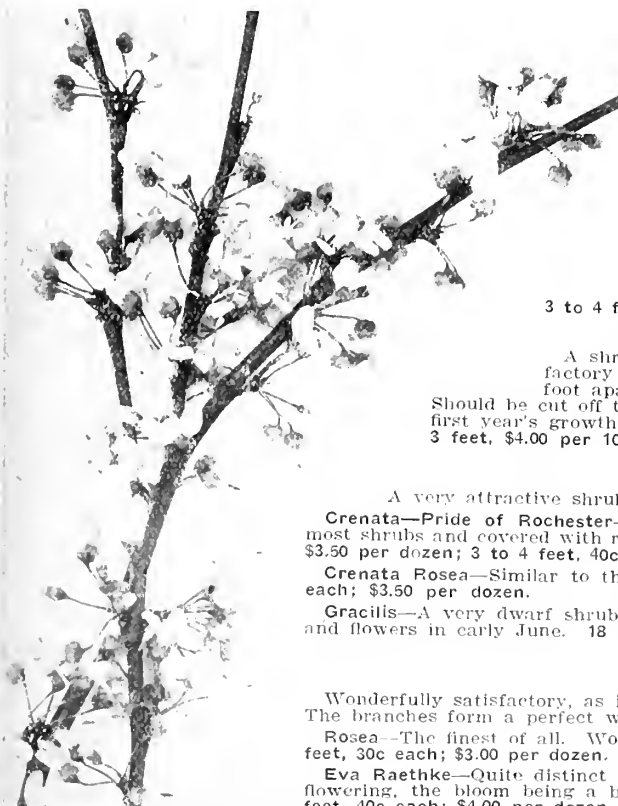 3 to 4 f
A shr
factory
foot apa
Should be cut off t
first year's growth
3 feet, $4.00 per 10
A very attractive shrul
Crenata—Pride of Rochester—
most shrubs and covered with r
$3.50 per dozen; 3 to 4 feet, 40c
Crenata Rosea—Similar to th
each; $3.50 per dozen.
Gracilis—A very dwarf shrub
and flowers in early June. 18
Wonderfully satisfactory, as i
The branches form a perfect w
Rosea—The finest of all. Wo
feet, 30c each; $3.00 per dozen.
Eva Raethke—Quite distinct
flowering, the bloom being a b
feet, 40c each; $4.00 per dozen